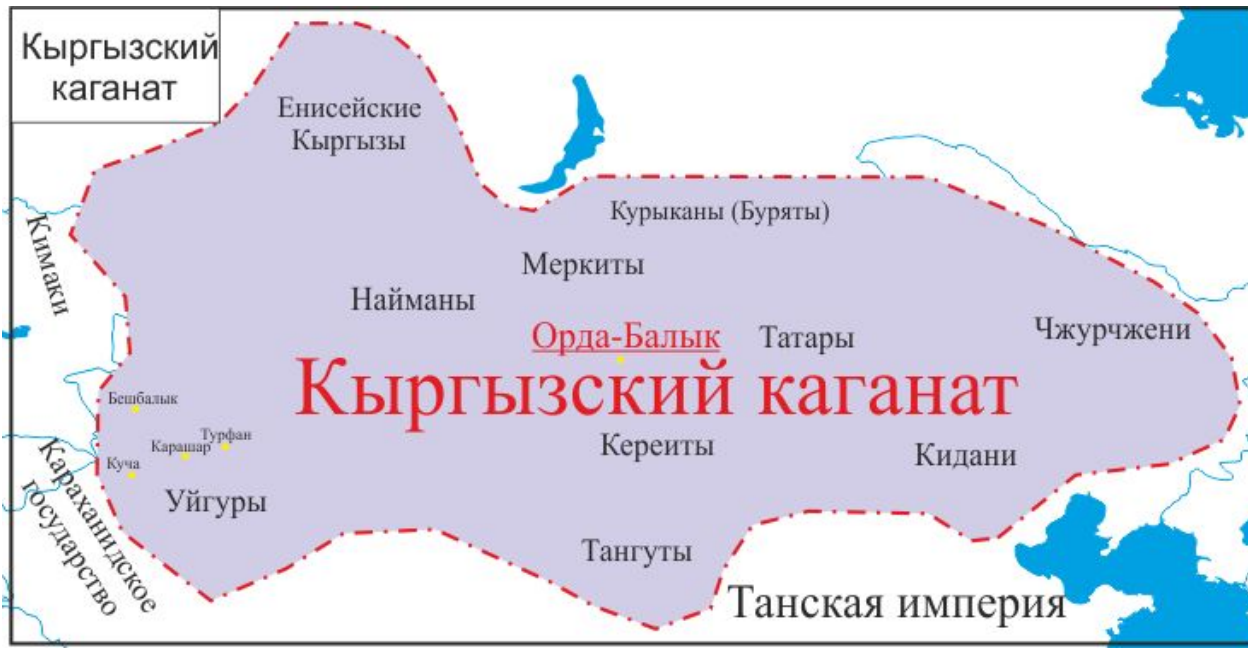 Кыргызский
каганат
Енисейские
Кыргызы
Курыканы (Буряты)
Кимаки
Меркиты
Найманы
Орда-Балык
Татары
Чжурчжени
Кыргызский каганат
Бешбалык
Турфан
Карашар
Куча
Кереиты
Кидани
Уйгуры
Караханидское
государство
Тангуты
Танская империя